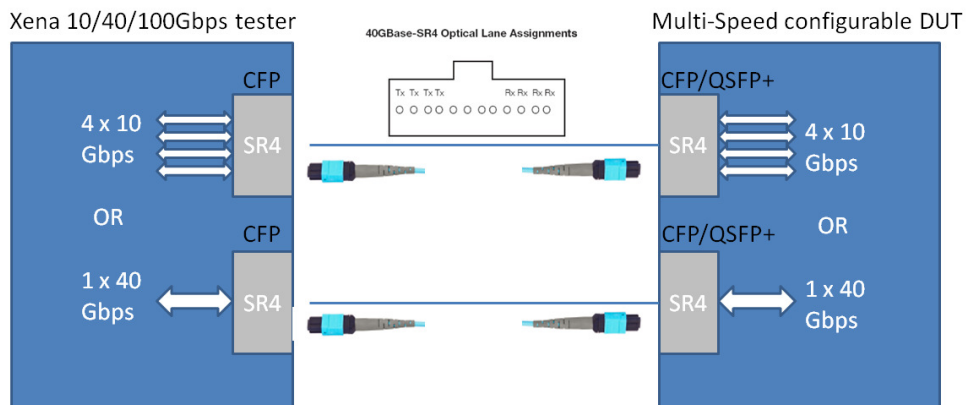 Xena 10/40/100Gbps tester
Multi-Speed configurable DUT
40GBase-SR4 Optical Lane Assignments
CFP
CFP/QSFP+
Tx Tx Tx Tx Rx Rx Rx Rx
4 x 10
Gbps
SR4
SR4
4 x 10
Gbps
OR
OR
CFP
CFP/QSFP+
1 x 40
Gbps
SR4
SR4
1 x 40
Gbps